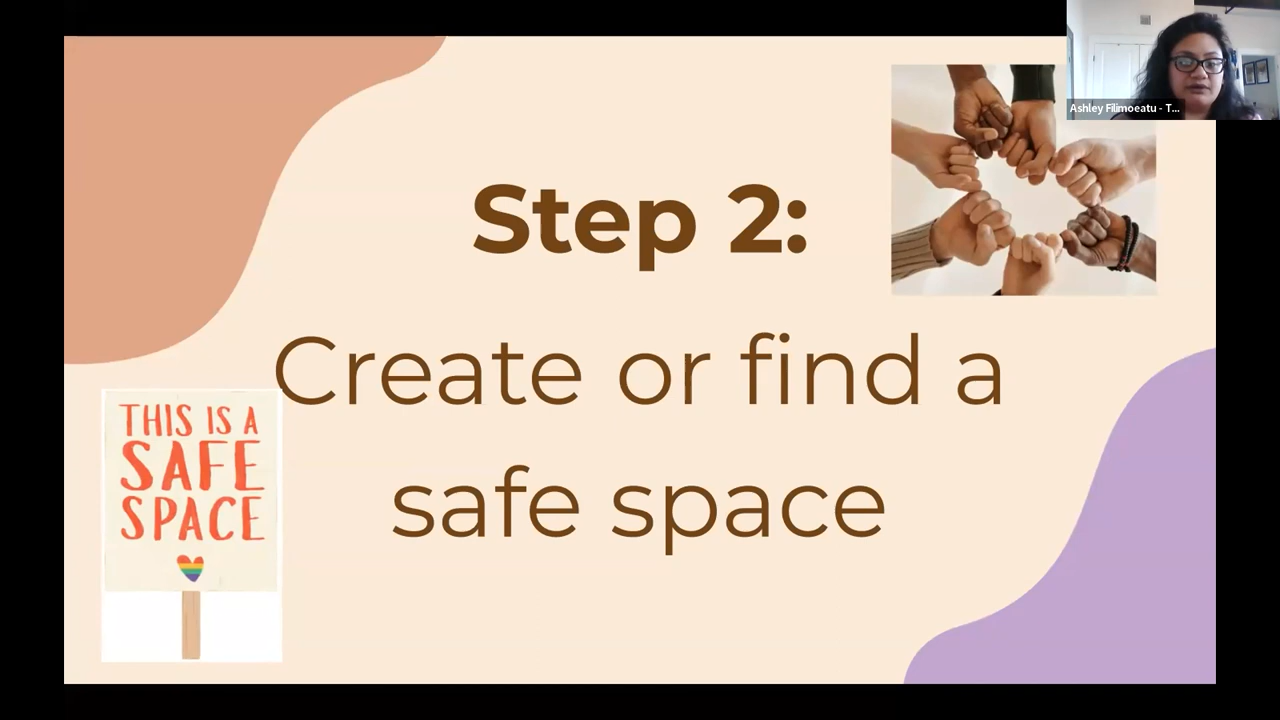 Ashley Filimoeatu - T...
Step 2:
Create or find a
safe space
THIS IS A
SAFE
SPACE